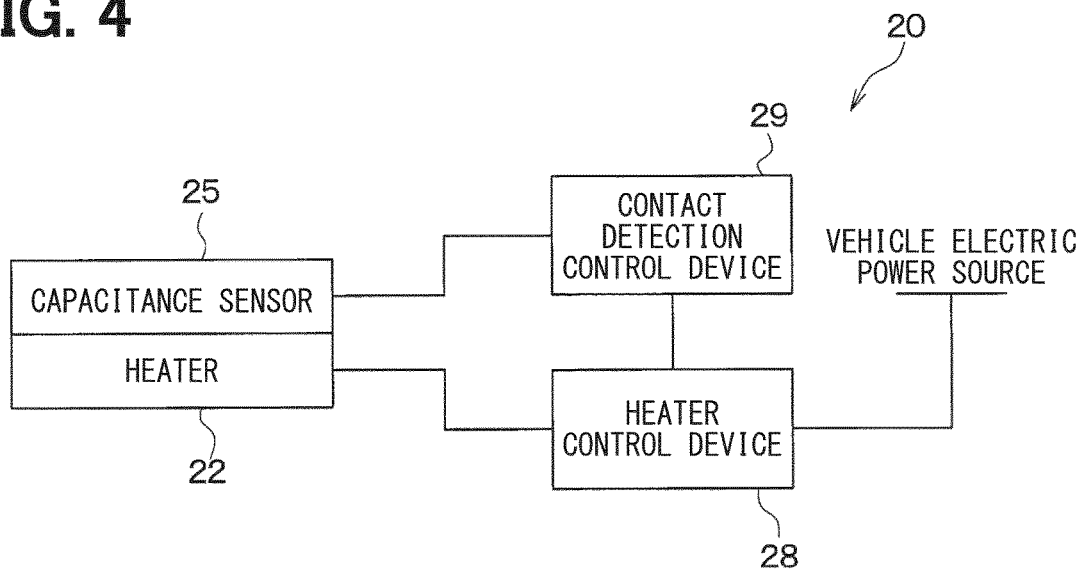 IG. 4
20
29
25
CONTACT
DETECTION
CONTROL DEVICE
VEHICLE ELECTRIC
POWER SOURCE
CAPACITANCE SENSOR
HEATER
HEATER
CONTROL DEVICE
22
28